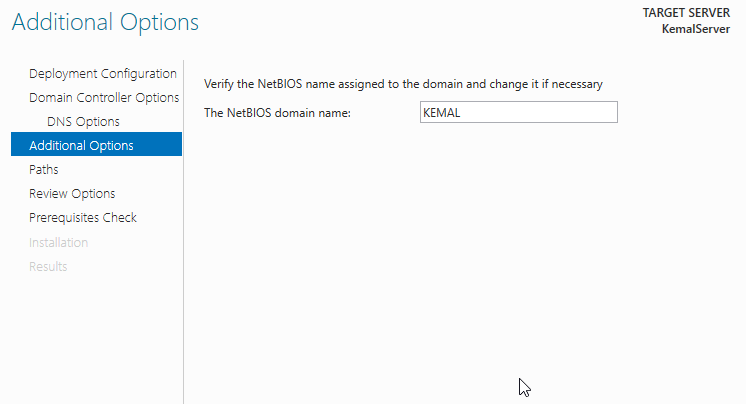 Additional Options
TARGET SERVER
KemalServer
Deployment Configuration
Domain Controller Options
DNS Options
Additional Options
Paths
Review Options
Prerequisites Check
Installation
Results
Verify the NetBIOS name assigned to the domain and change it if necessary
The NetBIOS domain name: KEMAL